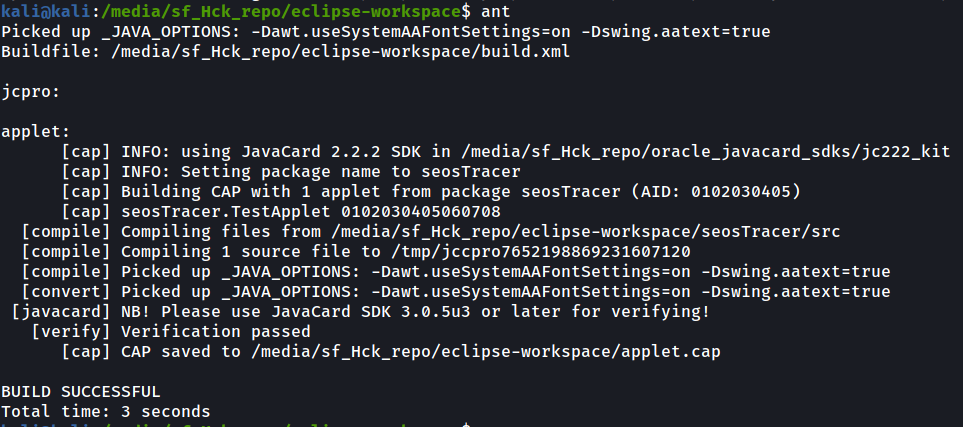 kali@kali:/media/sf_Hck_repo/eclipse-workspace$ ant
Picked up _JAVA_OPTIONS: -Dawt.useSystemAAFontSettings=on -Dswing.aatext=true
Buildfile: /media/sf_Hck_repo/eclipse-workspace/build.xml
jcpro:
applet:
[cap] INFO: using JavaCard 2.2.2 SDK in /media/sf_Hck_repo/oracle_javacard_sdks/jc222_kit
[cap] INFO: Setting package name to seosTracer
[cap] Building CAP with 1 applet from package seosTracer (AID: 0102030405)
[cap] seosTracer.TestApplet 0102030405060708
[compile] Compiling files from /media/sf_Hck_repo/eclipse-workspace/seosTracer/src
[compile] Compiling 1 source file to /tmp/jccpro7652198869231607120
[compile] Picked up _JAVA_OPTIONS: -Dawt.useSystemAAFontSettings=on -Dswing.aatext=true
[convert] Picked up _JAVA_OPTIONS: -Dawt.useSystemAAFontSettings=on -Dswing.aatext=true
[javacard] NB! Please use JavaCard SDK 3.0.5u3 or later for verifying!
[verify] Verification passed
[cap] CAP saved to /media/sf_Hck_repo/eclipse-workspace/applet.cap
BUILD SUCCESSFUL
Total time: 3 seconds